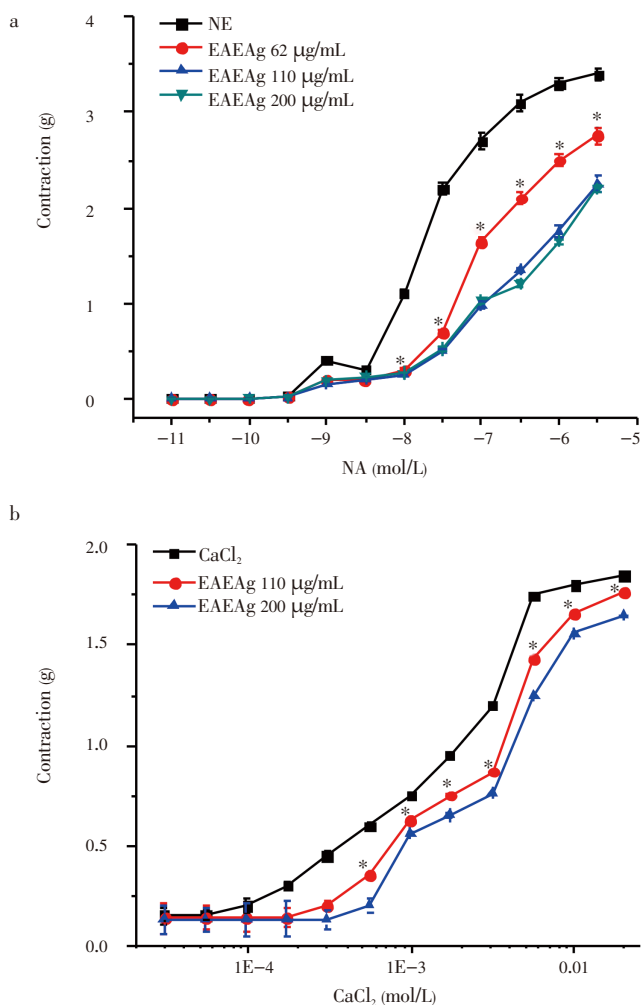 a
NE
EAEAg 62 μg/mL
EAEAg 110 μg/mL
EAEAg 200 μg/mL
4
3
2
1
0
Contraction (g)
* * * * * *
−11 −10 −9 −8 −7 −6 −5
NA (mol/L)
b
CaCl₂
EAEAg 110 μg/mL
EAEAg 200 μg/mL
2.0
1.5
1.0
0.5
0.0
Contraction (g)
* * * * * * *
1E−4 1E−3 0.01
CaCl₂ (mol/L)